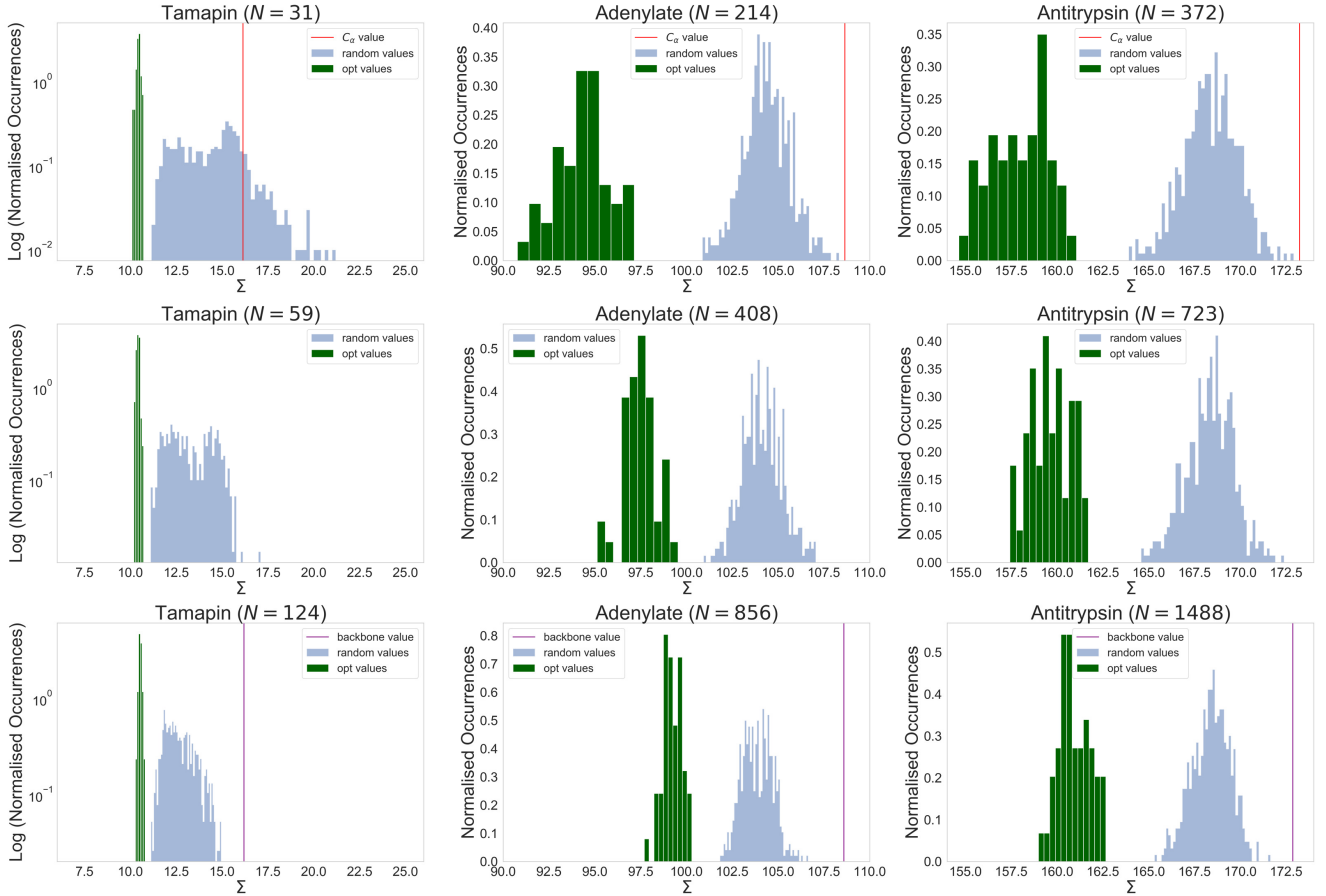 Tamapin (N = 31)
Log (Normalised Occurrences)
10⁰
10⁻¹
10⁻²
Cα value
random values
opt values
7.5 10.0 12.5 15.0 17.5 20.0 22.5 25.0
Σ
Adenylate (N = 214)
Normalised Occurrences
0.40
0.35
0.30
0.25
0.20
0.15
0.10
0.05
0.00
Cα value
random values
opt values
90.0 92.5 95.0 97.5 100.0 102.5 105.0 107.5 110.0
Σ
Antitrypsin (N = 372)
Normalised Occurrences
0.35
0.30
0.25
0.20
0.15
0.10
0.05
0.00
Cα value
random values
opt values
155.0 157.5 160.0 162.5 165.0 167.5 170.0 172.5
Σ
Tamapin (N = 59)
Log (Normalised Occurrences)
10⁰
10⁻¹
random values
opt values
7.5 10.0 12.5 15.0 17.5 20.0 22.5 25.0
Σ
Adenylate (N = 408)
Normalised Occurrences
0.5
0.4
0.3
0.2
0.1
0.0
random values
opt values
90.0 92.5 95.0 97.5 100.0 102.5 105.0 107.5 110.0
Σ
Antitrypsin (N = 723)
Normalised Occurrences
0.40
0.35
0.30
0.25
0.20
0.15
0.10
0.05
0.00
random values
opt values
155.0 157.5 160.0 162.5 165.0 167.5 170.0 172.5
Σ
Tamapin (N = 124)
Log (Normalised Occurrences)
10⁰
10⁻¹
backbone value
random values
opt values
7.5 10.0 12.5 15.0 17.5 20.0 22.5 25.0
Σ
Adenylate (N = 856)
Normalised Occurrences
0.8
0.7
0.6
0.5
0.4
0.3
0.2
0.1
0.0
backbone value
random values
opt values
90.0 92.5 95.0 97.5 100.0 102.5 105.0 107.5 110.0
Σ
Antitrypsin (N = 1488)
Normalised Occurrences
0.5
0.4
0.3
0.2
0.1
0.0
backbone value
random values
opt values
155.0 157.5 160.0 162.5 165.0 167.5 170.0 172.5
Σ